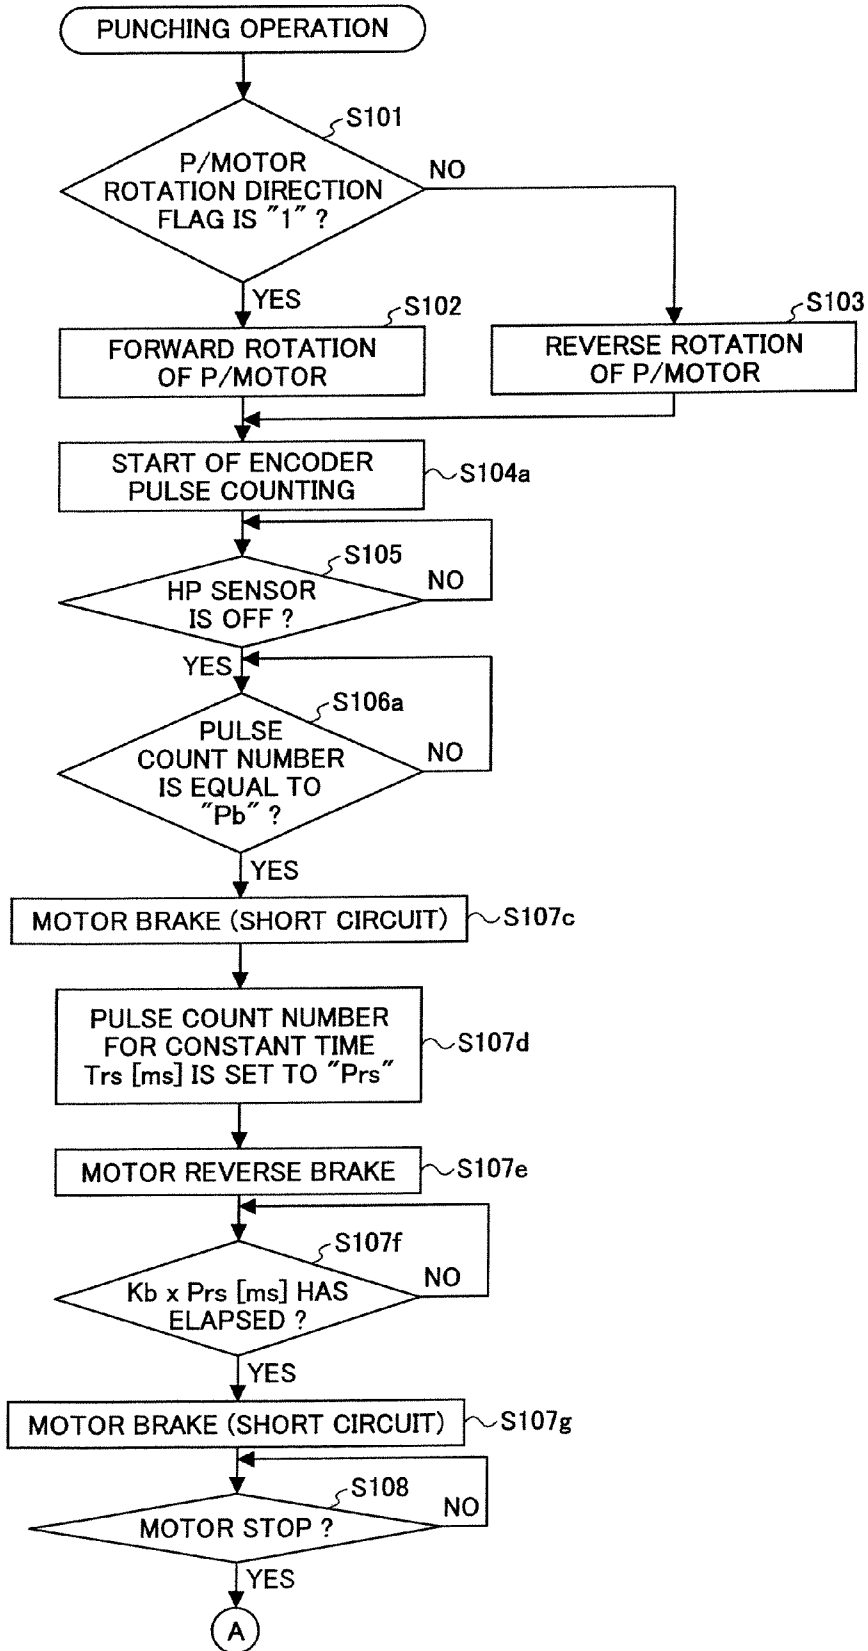 PUNCHING OPERATION
S101
P/MOTOR
ROTATION DIRECTION
FLAG IS "1" ?
NO
YES
S102
FORWARD ROTATION
OF P/MOTOR
S103
REVERSE ROTATION
OF P/MOTOR
START OF ENCODER
PULSE COUNTING
S104a
S105
HP SENSOR
IS OFF ?
NO
YES
S106a
PULSE
COUNT NUMBER
IS EQUAL TO
"Pb" ?
NO
YES
MOTOR BRAKE (SHORT CIRCUIT)
S107c
PULSE COUNT NUMBER
FOR CONSTANT TIME
Trs [ms] IS SET TO "Prs"
S107d
MOTOR REVERSE BRAKE
S107e
S107f
Kb x Prs [ms] HAS
ELAPSED ?
NO
YES
MOTOR BRAKE (SHORT CIRCUIT)
S107g
S108
MOTOR STOP ?
NO
YES
A